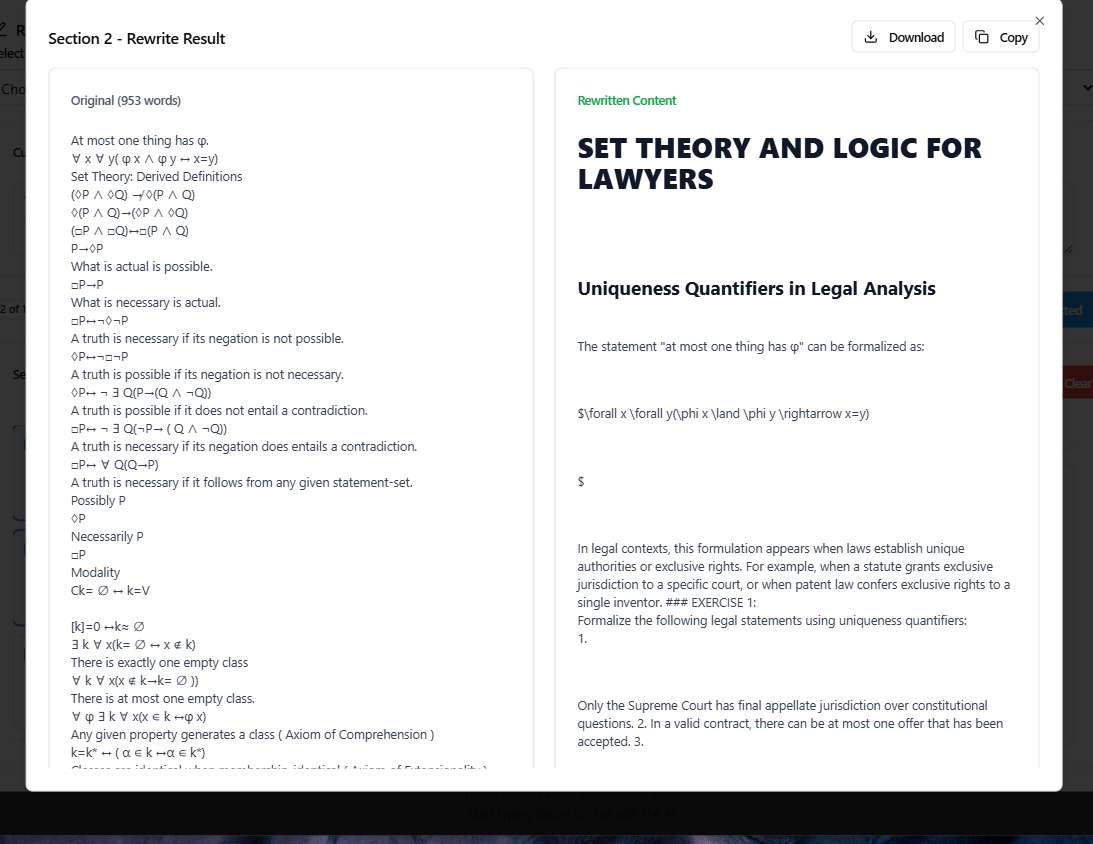 Section 2 - Rewrite Result
Download
Copy
Original (953 words)
At most one thing has φ.
∀ x ∀ y( φ x ∧ φ y ↔ x=y)
Set Theory: Derived Definitions
(◊P ∧ ◊Q) →/ ◊(P ∧ Q)
◊(P ∧ Q)→(◊P ∧ ◊Q)
(□P ∧ □Q)↔□(P ∧ Q)
P→◊P
What is actual is possible.
□P→P
What is necessary is actual.
□P↔¬◊¬P
A truth is necessary if its negation is not possible.
◊P↔¬□¬P
A truth is possible if its negation is not necessary.
◊P↔ ¬ ∃ Q(P→(Q ∧ ¬Q))
A truth is possible if it does not entail a contradiction.
□P↔ ¬ ∃ Q(¬P→ ( Q ∧ ¬Q))
A truth is necessary if its negation does entails a contradiction.
□P↔ ∀ Q(Q→P)
A truth is necessary if it follows from any given statement-set.
Possibly P
◊P
Necessarily P
□P
Modality
Ck= ∅ ↔ k=V
[k]=0 ↔k≈ ∅
∃ k ∀ x(k= ∅ ↔ x ∉ k)
There is exactly one empty class
∀ k ∀ x(x ∉ k→k= ∅ ))
There is at most one empty class.
∀ φ ∃ k ∀ x(x ∈ k ↔φ x)
Any given property generates a class ( Axiom of Comprehension )
k=k* ↔ ( α ∈ k ↔α ∈ k*)
Classes are identical when membership-identical ( Axiom of Extensionality )
Rewritten Content
SET THEORY AND LOGIC FOR
LAWYERS
Uniqueness Quantifiers in Legal Analysis
The statement "at most one thing has φ" can be formalized as:
$\forall x \forall y(\phi x \land \phi y \rightarrow x=y)
$
In legal contexts, this formulation appears when laws establish unique
authorities or exclusive rights. For example, when a statute grants exclusive
jurisdiction to a specific court, or when patent law confers exclusive rights to a
single inventor. ### EXERCISE 1:
Formalize the following legal statements using uniqueness quantifiers:
1.
Only the Supreme Court has final appellate jurisdiction over constitutional
questions. 2. In a valid contract, there can be at most one offer that has been
accepted. 3.